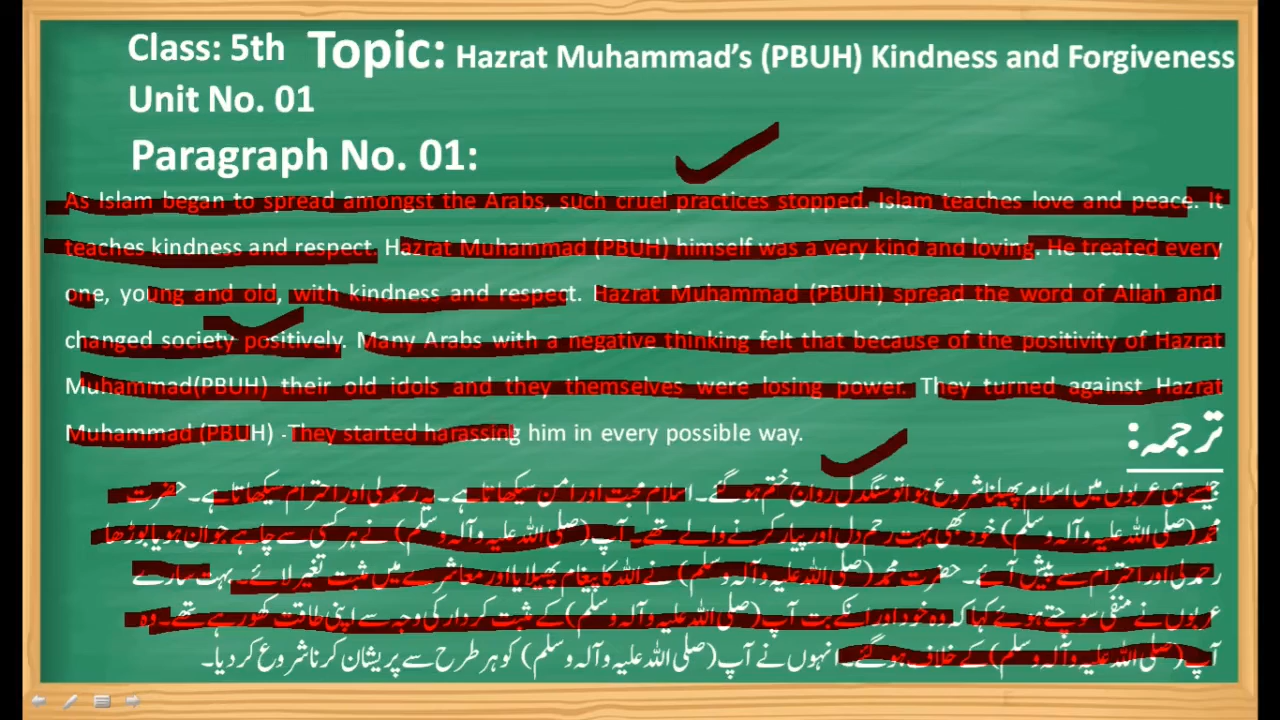 Class: 5th Topic: Hazrat Muhammad's (PBUH) Kindness and Forgiveness
Unit No. 01
Paragraph No. 01:
As Islam began to spread amongst the Arabs, such cruel practices stopped. Islam teaches love and peace. It
teaches kindness and respect. Hazrat Muhammad (PBUH) himself was a very kind and loving. He treated every
one, young and old, with kindness and respect. Hazrat Muhammad (PBUH) spread the word of Allah and
changed society positively. Many Arabs with a negative thinking felt that because of the positivity of Hazrat
Muhammad(PBUH) their old idols and they themselves were losing power. They turned against Hazrat
Muhammad (PBUH) -They started harassing him in every possible way.
ترجمہ:
جیسے ہی عربوں میں اسلام پھیلنا شروع ہوا تو سنگدل رواج ختم ہو گئے۔ اسلام محبت اور امن سیکھاتا ہے۔ یہ رحمدلی اور احترام سیکھاتا ہے۔ حضرت
محمد (صلی اللہ علیہ وآلہ وسلم) خود بھی بہت رحم دل اور پیار کرنے والے تھے۔ آپ (صلی اللہ علیہ وآلہ وسلم) نے ہر کسی سے چاہے جوان ہو یا بوڑھا
رحمدلی اور احترام سے پیش آئے۔ حضرت محمد (صلی اللہ علیہ وآلہ وسلم) نے اللہ کا پیغام پھیلایا اور معاشرے میں مثبت تغیر لائے۔ بہت سارے
عربوں نے منفی سوچتے ہوئے کہا کہ وہ خود اور انکے بت آپ (صلی اللہ علیہ وآلہ وسلم) کے مثبت کردار کی وجہ سے اپنی طاقت کھو رہے تھے۔ وہ
آپ (صلی اللہ علیہ وآلہ وسلم) کے خلاف ہو گئے۔ انہوں نے آپ (صلی اللہ علیہ وآلہ وسلم) کو ہر طرح سے پریشان کرنا شروع کر دیا۔